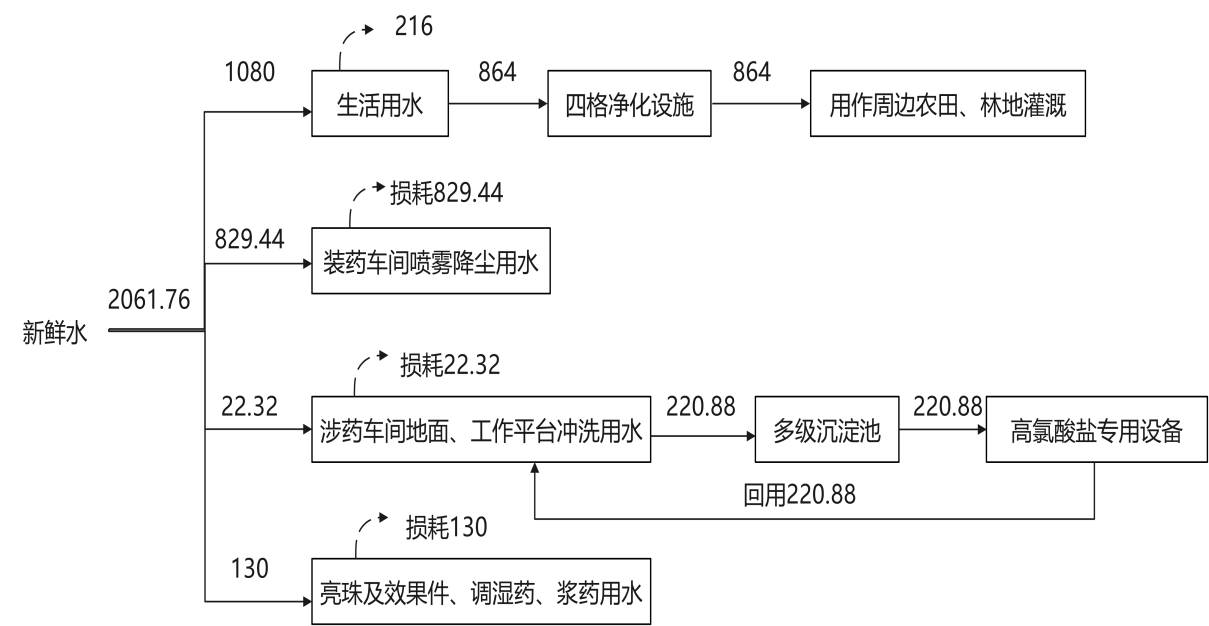 216
1080
生活用水
864
四格净化设施
864
用作周边农田、林地灌溉
损耗829.44
829.44
装药车间喷雾降尘用水
2061.76
新鲜水
损耗22.32
22.32
涉药车间地面、工作平台冲洗用水
220.88
多级沉淀池
220.88
高氯酸盐专用设备
回用220.88
损耗130
130
亮珠及效果件、调湿药、浆药用水